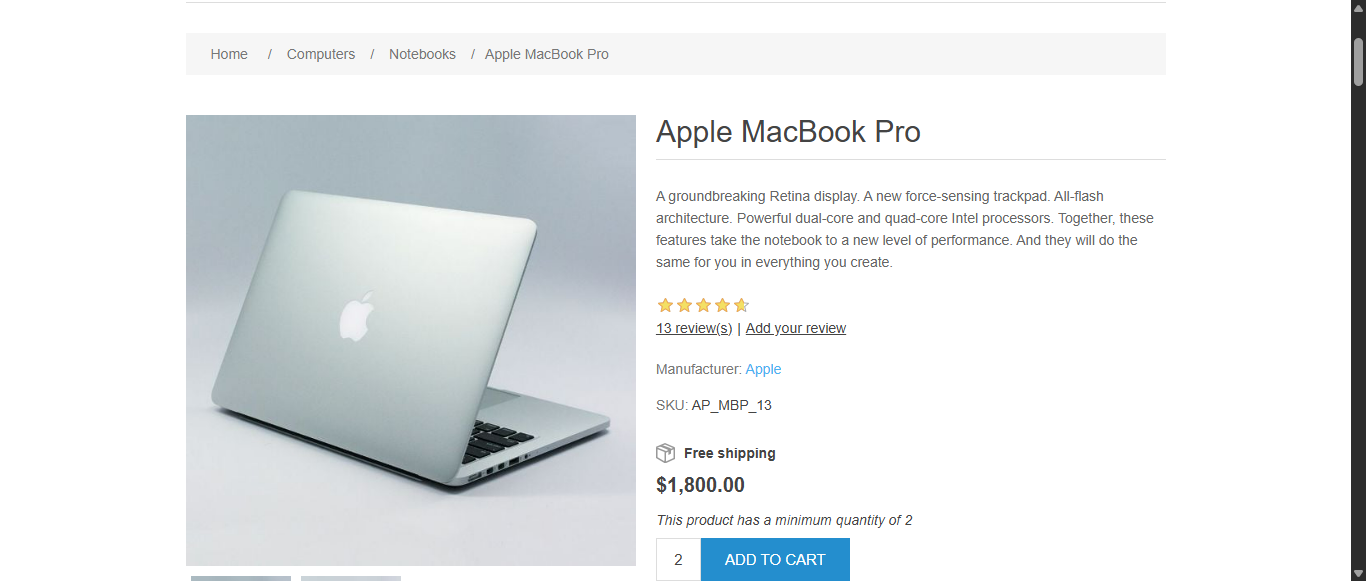 Home / Computers / Notebooks / Apple MacBook Pro
Apple MacBook Pro
A groundbreaking Retina display. A new force-sensing trackpad. All-flash
architecture. Powerful dual-core and quad-core Intel processors. Together, these
features take the notebook to a new level of performance. And they will do the
same for you in everything you create.
13 review(s) | Add your review
Manufacturer: Apple
SKU: AP_MBP_13
Free shipping
$1,800.00
This product has a minimum quantity of 2
2 ADD TO CART